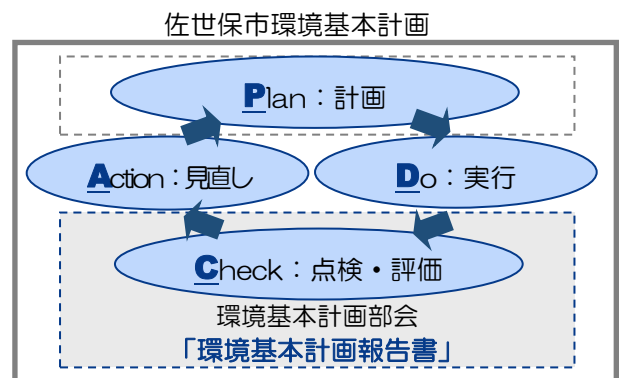 佐世保市環境基本計画
Plan：計画
Action：見直し
Do：実行
Check：点検・評価
環境基本計画部会
「環境基本計画報告書」